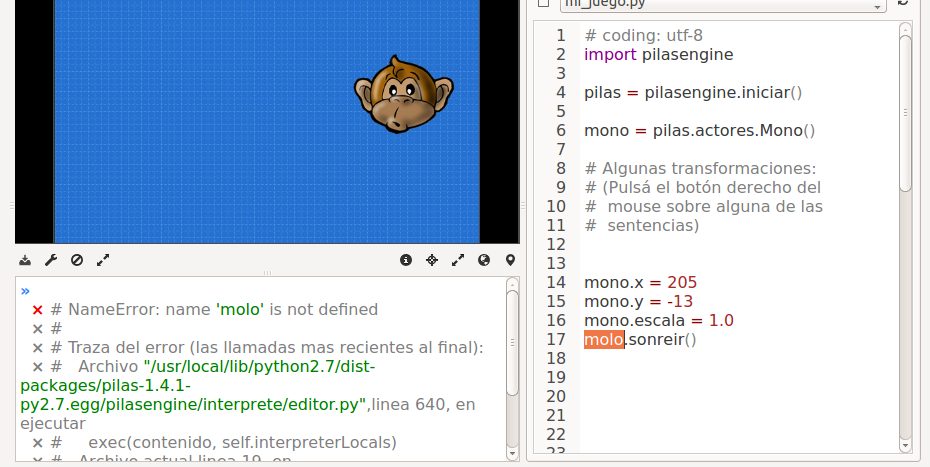 mi_juego.py
1 # coding: utf-8
2 import pilasengine
3
4 pilas = pilasengine.iniciar()
5
6 mono = pilas.actores.Mono()
7
8 # Algunas transformaciones:
9 # (Pulsá el botón derecho del
10 #  mouse sobre alguna de las
11 #  sentencias)
12
13
14 mono.x = 205
15 mono.y = -13
16 mono.escala = 1.0
17 molo.sonreir()
18
19
20
21
22
23
»
× # NameError: name 'molo' is not defined
× #
× # Traza del error (las llamadas mas recientes al final):
× #   Archivo "/usr/local/lib/python2.7/dist-
packages/pilas-1.4.1-
py2.7.egg/pilasengine/interprete/editor.py",linea 640, en
ejecutar
× #     exec(contenido, self.interpreterLocals)
× #   Archivo actual,linea 19, en